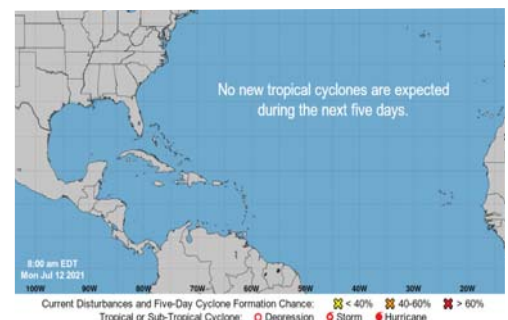 No new tropical cyclones are expected
during the next five days.
8:00 am EDT
Mon Jul 12 2021
100W 90W 80W 70W 60W 50W 40W 30W 20W
Current Disturbances and Five-Day Cyclone Formation Chance: < 40% 40-60% > 60%
Tropical or Sub-Tropical Cyclone: Depression Storm Hurricane